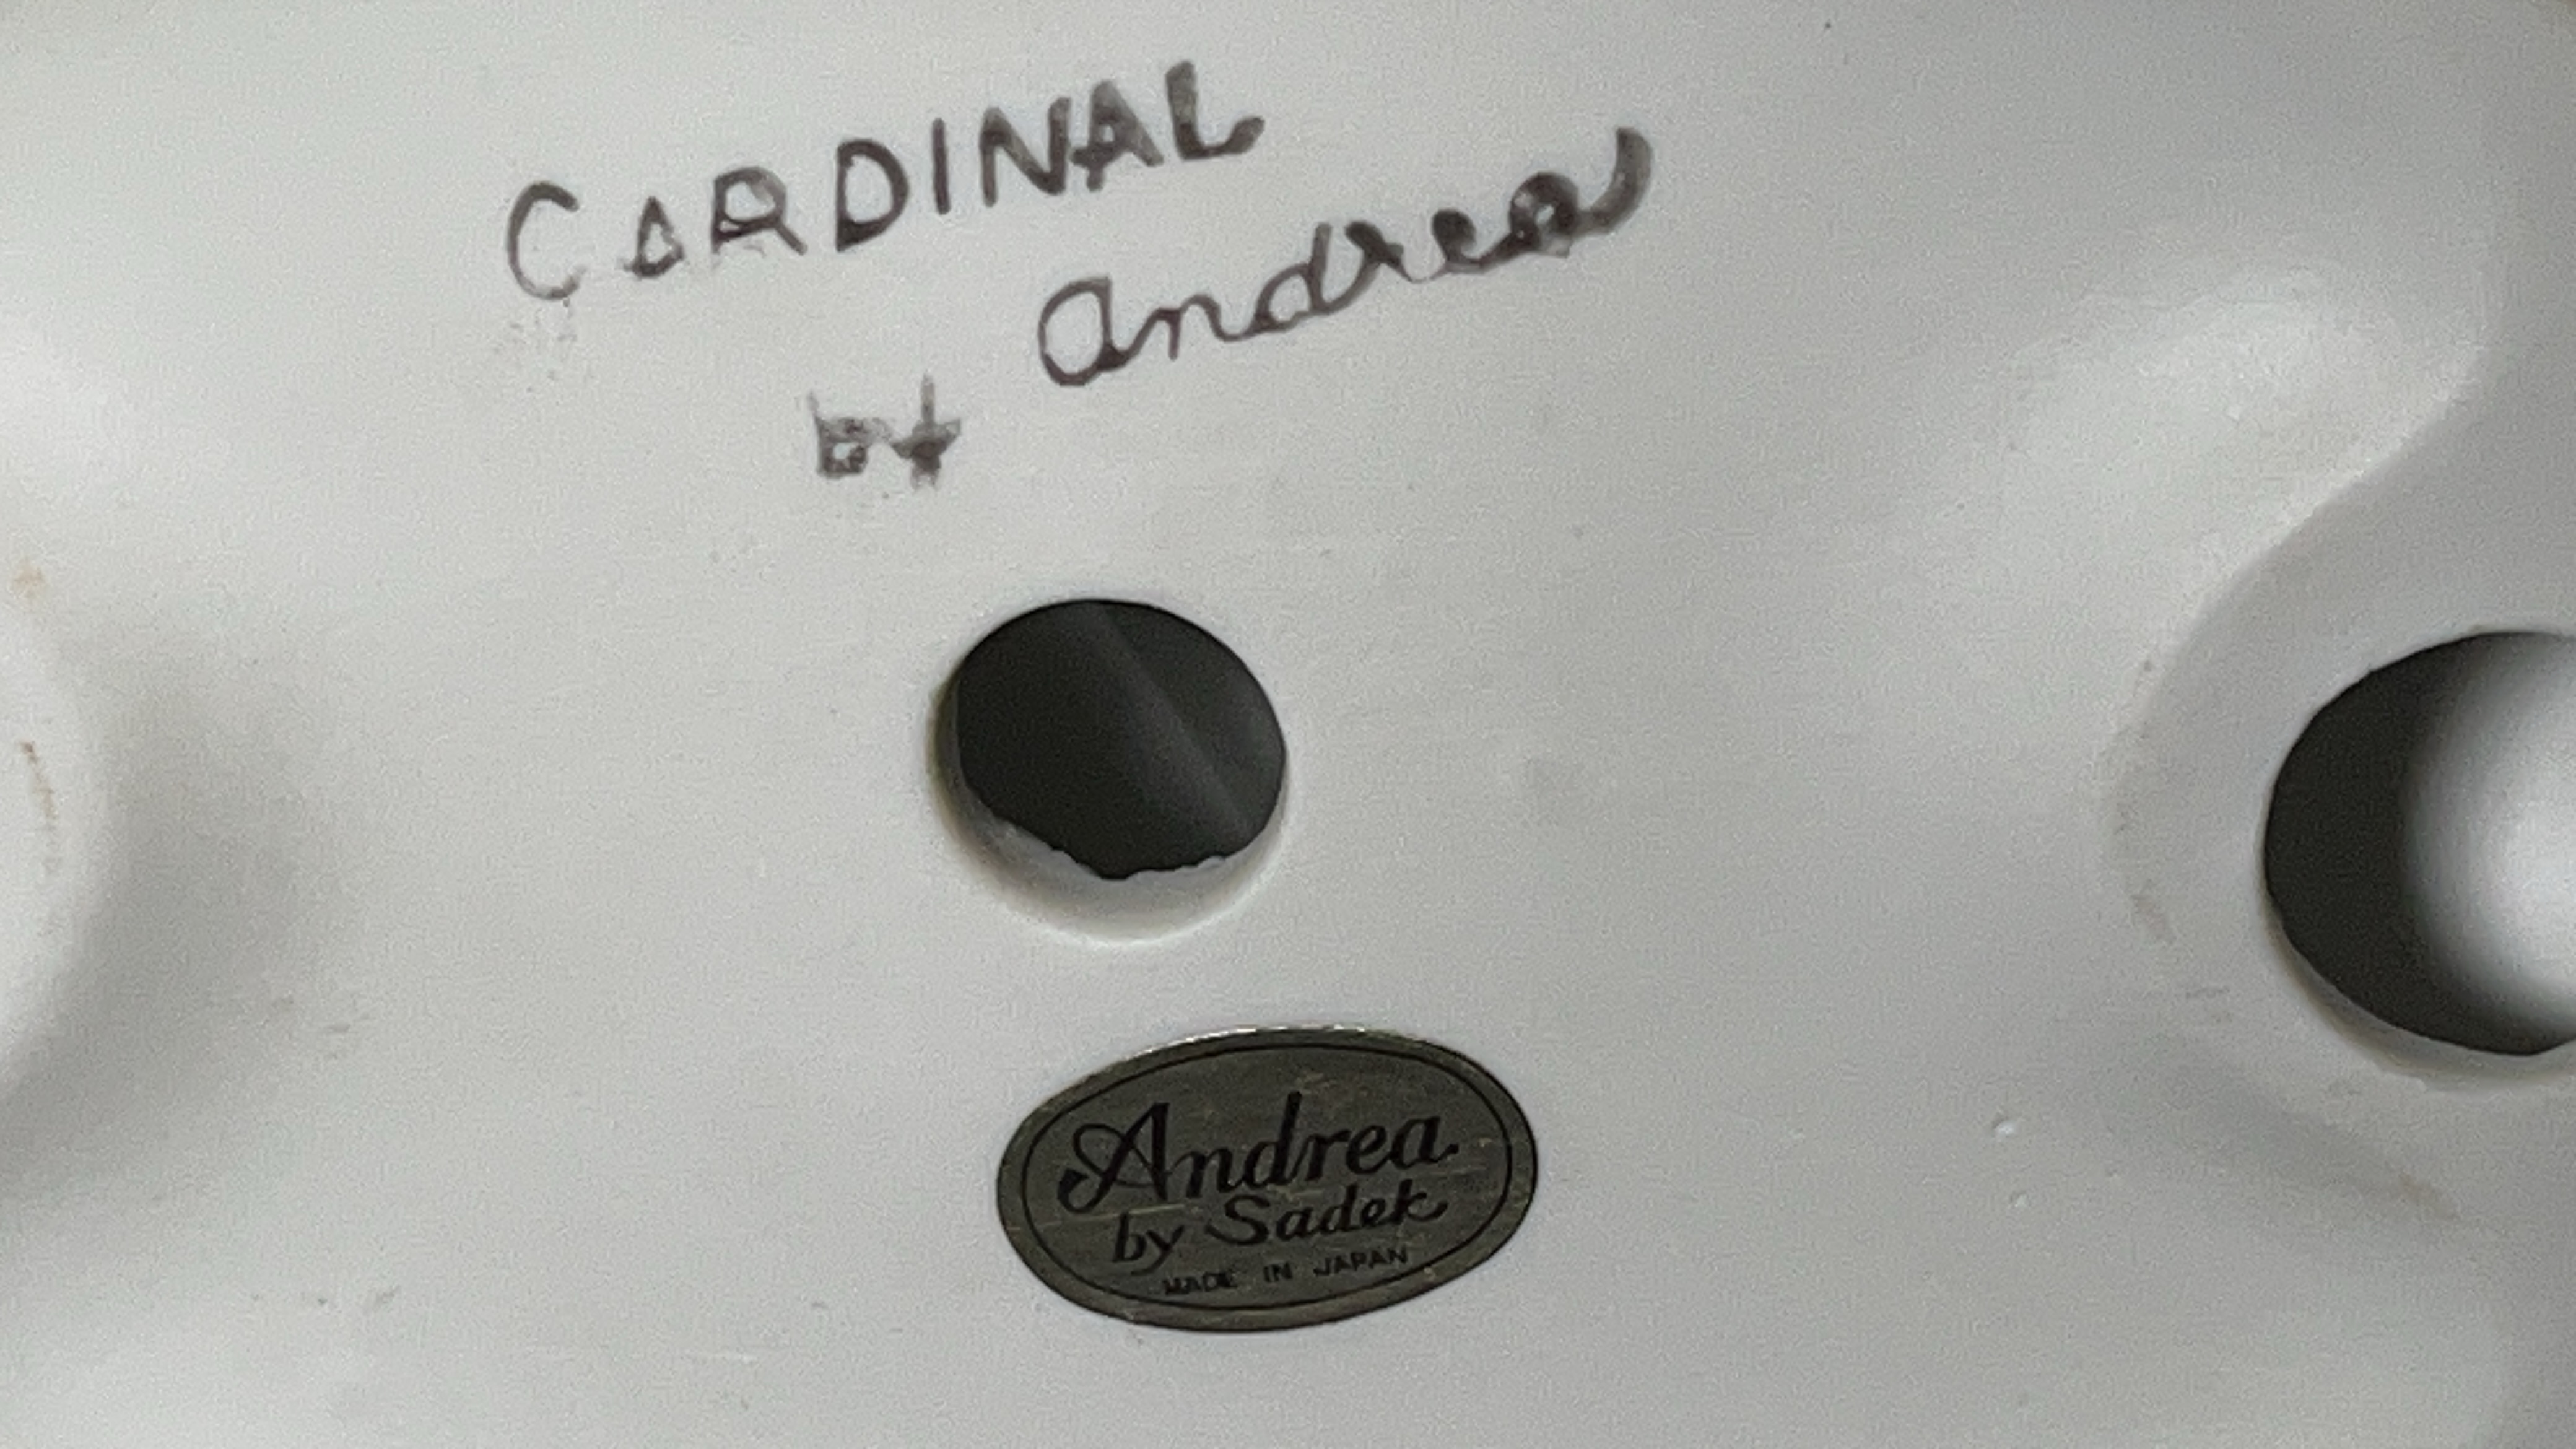 CARDINAL
by Andrea
Andrea
by Sadek
MADE IN JAPAN